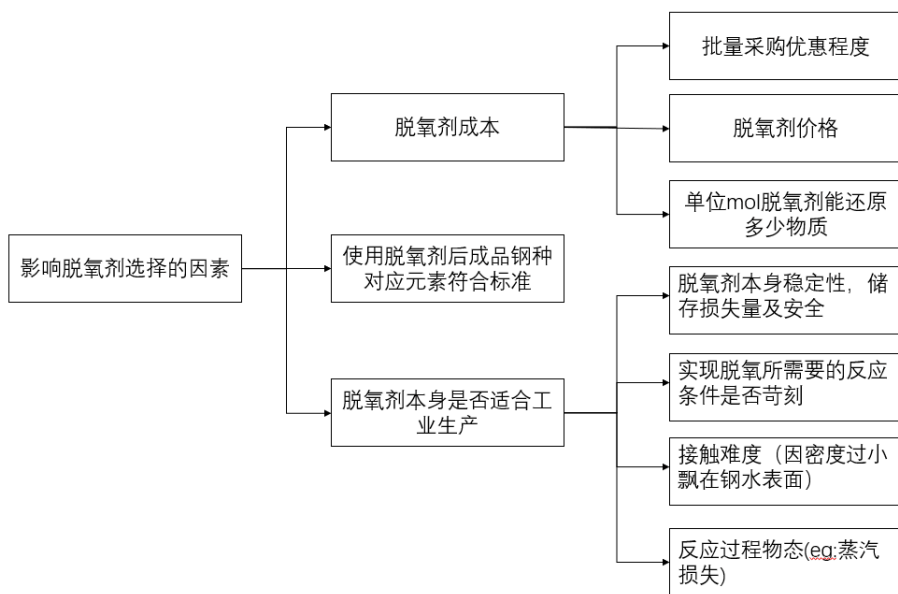 影响脱氧剂选择的因素
脱氧剂成本
批量采购优惠程度
脱氧剂价格
单位mol脱氧剂能还原
多少物质
使用脱氧剂后成品钢种
对应元素符合标准
脱氧剂本身是否适合工
业生产
脱氧剂本身稳定性，储
存损失量及安全
实现脱氧所需要的反应
条件是否苛刻
接触难度（因密度过小
飘在钢水表面）
反应过程物态(eg:蒸汽
损失)